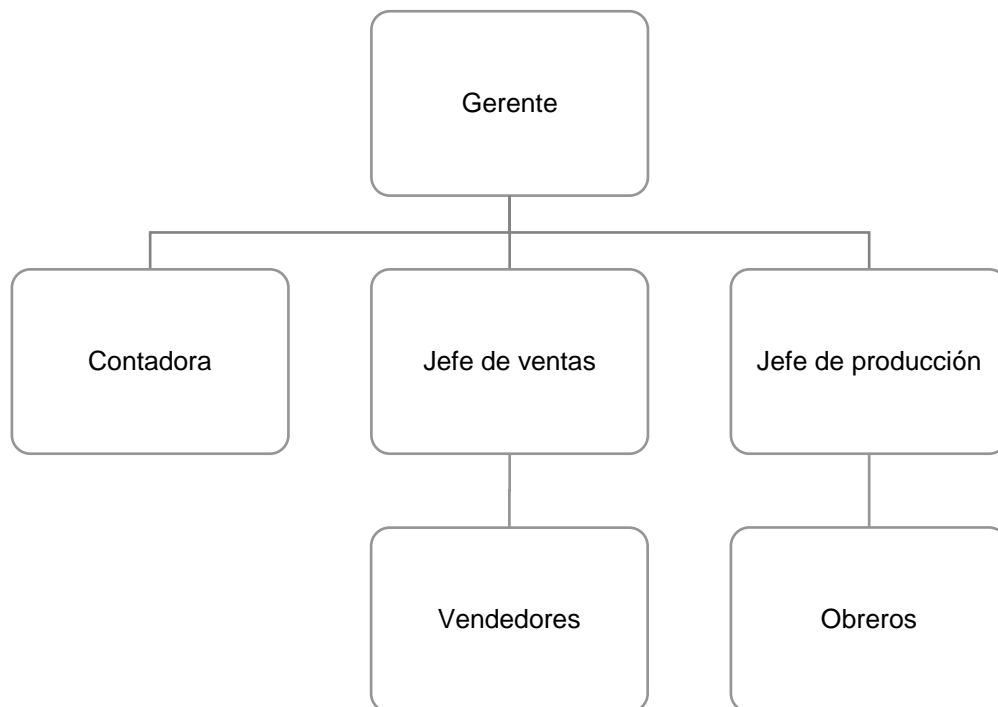 Gerente
Contadora
Jefe de ventas
Jefe de producción
Vendedores
Obreros